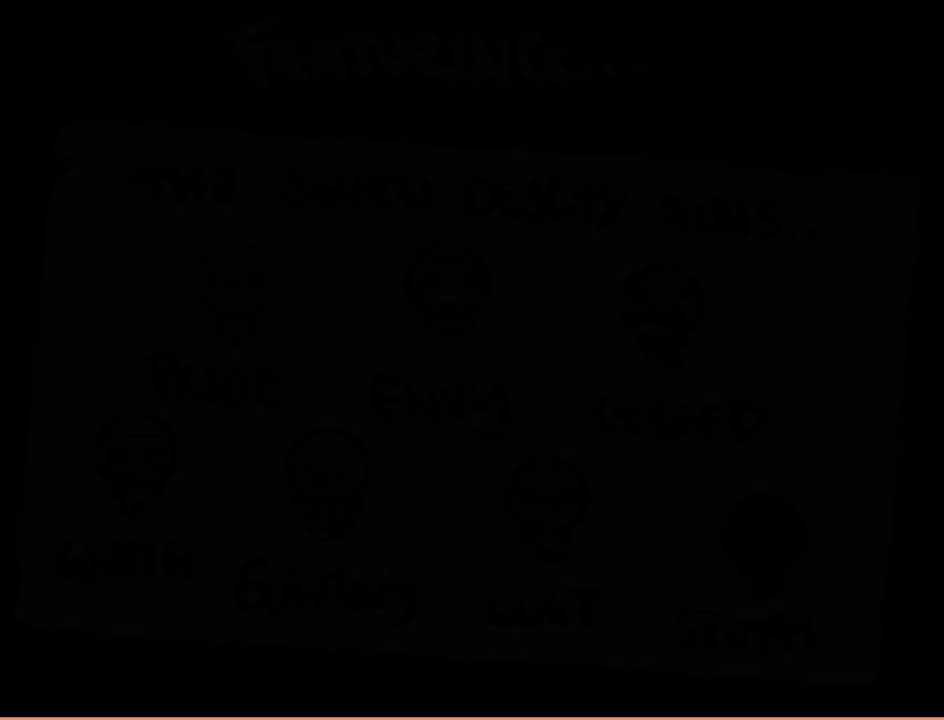 FEATURING...
THE SEVEN DEADLY SINS..
PRIDE
ENVY
GREED
WRATH
GLUTTONY
LUST
SLOTH